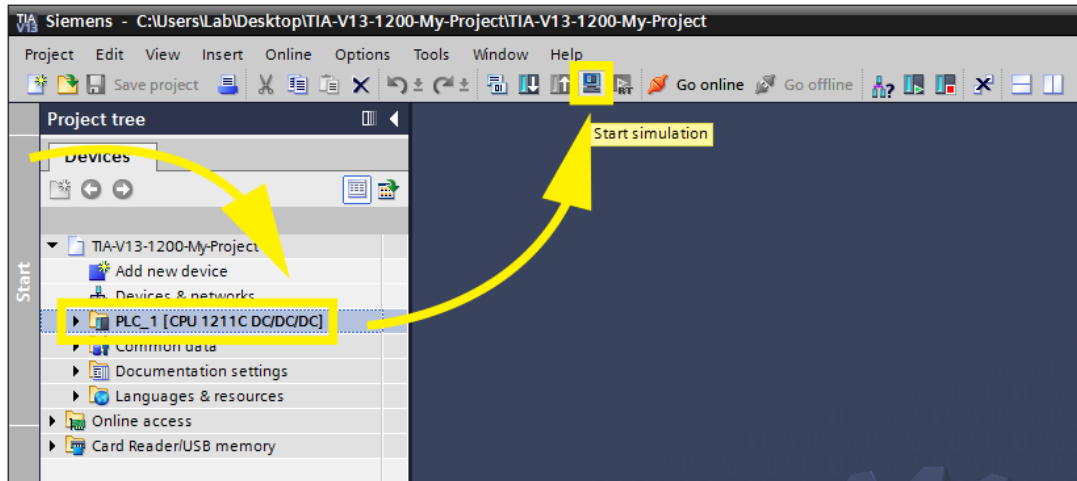 TIA V13 Siemens - C:\Users\Lab\Desktop\TIA-V13-1200-My-Project\TIA-V13-1200-My-Project
Project Edit View Insert Online Options Tools Window Help
Save project Go online Go offline
Start simulation
Project tree
Devices
Start
TIA-V13-1200-My-Project
Add new device
Devices & networks
PLC_1 [CPU 1211C DC/DC/DC]
Common data
Documentation settings
Languages & resources
Online access
Card Reader/USB memory